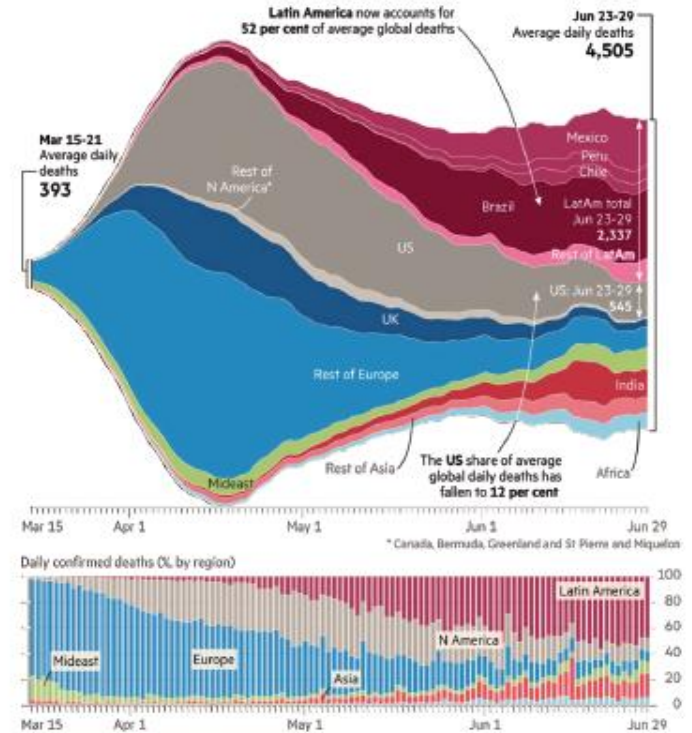 Latin America now accounts for
52 per cent of average global deaths
Jun 23-29
Average daily deaths
4,505
Mar 15-21
Average daily
deaths
393
Mexico
Peru
Chile
Rest of
N America*
Brazil
LatAm total
Jun 23-29
2,337
US
Rest of LatAm
US: Jun 23-29
545
UK
Rest of Europe
India
Mideast
Rest of Asia
The US share of average
global daily deaths has
fallen to 12 per cent
Africa
Mar 15 Apr 1 May 1 Jun 1 Jun 29
* Canada, Bermuda, Greenland and St Pierre and Miquelon
Daily confirmed deaths (% by region)
100
Latin America
80
60
N America
Mideast
Europe
40
Asia
20
0
Mar 15 Apr 1 May 1 Jun 1 Jun 29